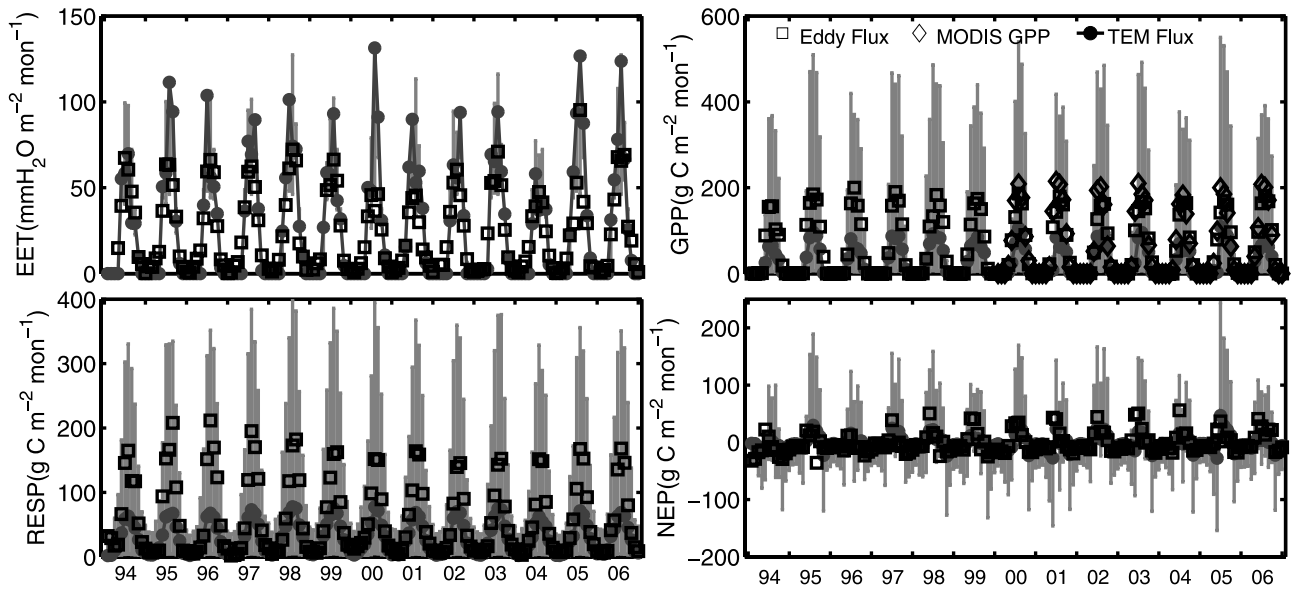 150
100
50
0
EET(mmH₂O m⁻² mon⁻¹)
600
400
200
0
GPP(g C m⁻² mon⁻¹)
Eddy Flux MODIS GPP TEM Flux
400
300
200
100
0
RESP(g C m⁻² mon⁻¹)
94 95 96 97 98 99 00 01 02 03 04 05 06
200
100
0
−100
−200
NEP(g C m⁻² mon⁻¹)
94 95 96 97 98 99 00 01 02 03 04 05 06